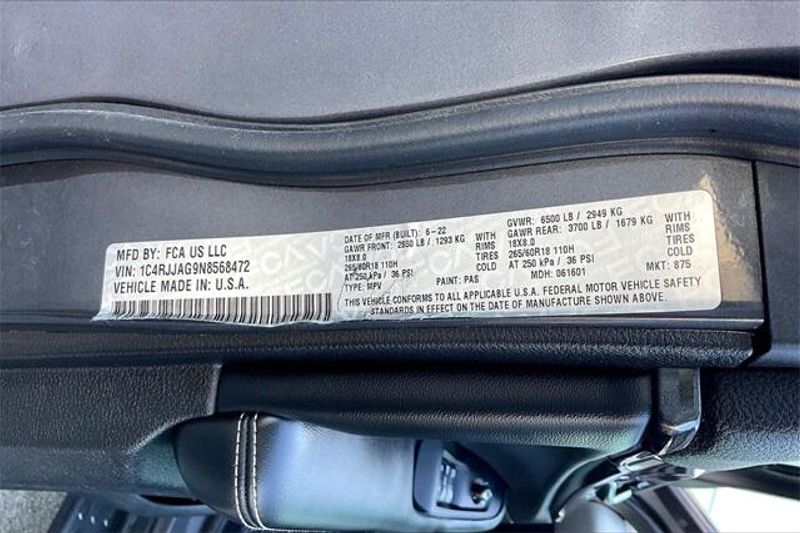 MFD BY: FCA US LLC
VIN: 1C4RJJAG9N8568472
VEHICLE MADE IN: U.S.A.
DATE OF MFR (BUILT): 6-22
GAWR FRONT: 2850 LB / 1293 KG WITH
18X8.0 RIMS
265/60R18 110H TIRES
AT 250 kPa / 36 PSI COLD
TYPE: MPV PAINT: PAS
GVWR: 6500 LB / 2949 KG
GAWR REAR: 3700 LB / 1679 KG WITH
18X8.0 RIMS
265/60R18 110H TIRES
AT 250 kPa / 36 PSI COLD
MDH: 061601 MKT: 875
THIS VEHICLE CONFORMS TO ALL APPLICABLE U.S.A. FEDERAL MOTOR VEHICLE SAFETY
STANDARDS IN EFFECT ON THE DATE OF MANUFACTURE SHOWN ABOVE.